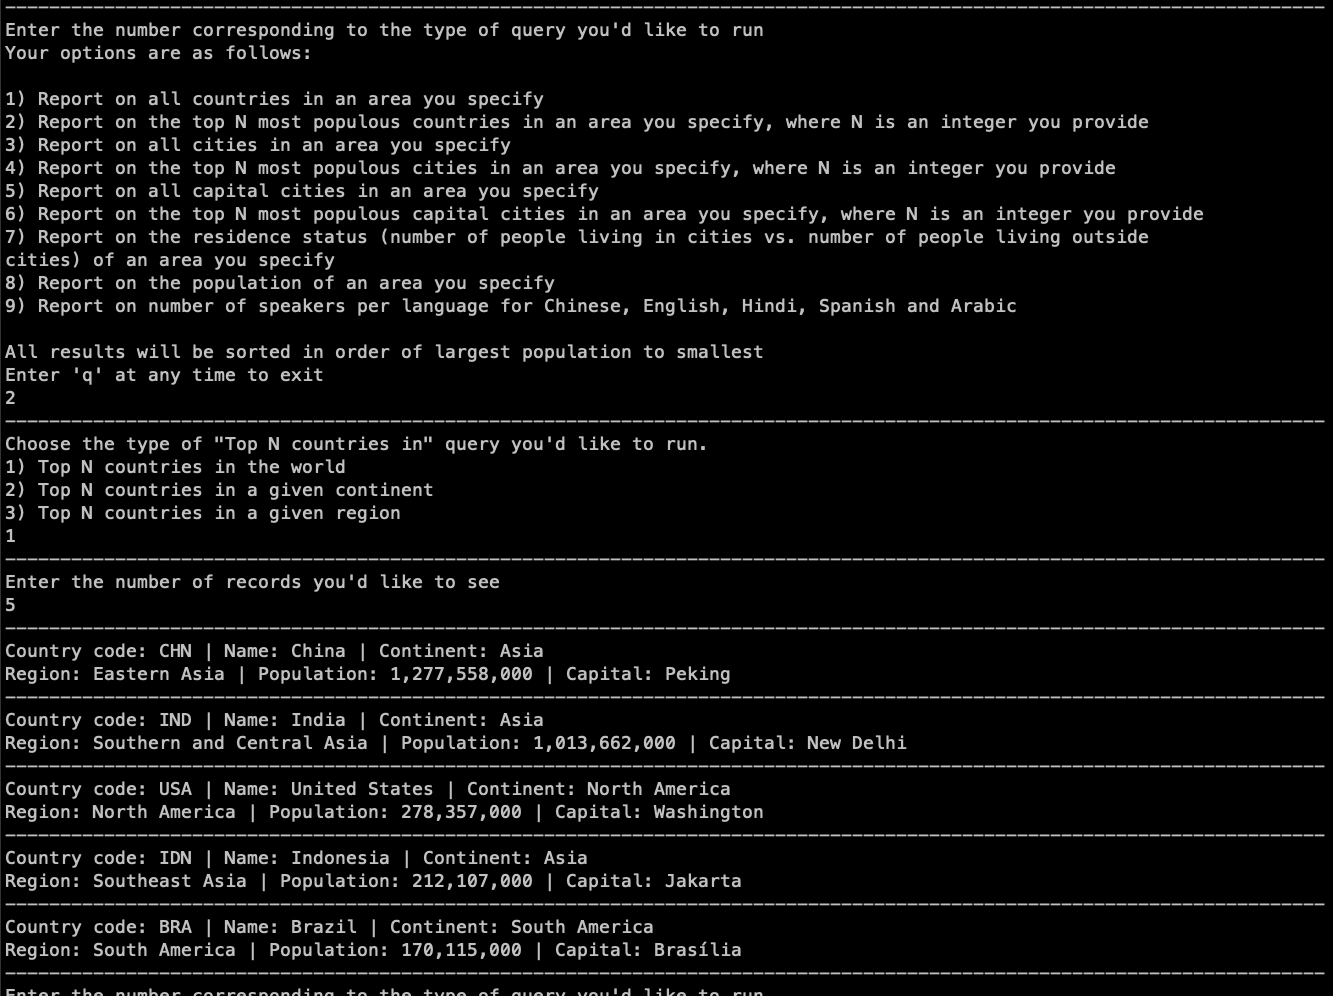 Enter the number corresponding to the type of query you'd like to run
Your options are as follows:
1) Report on all countries in an area you specify
2) Report on the top N most populous countries in an area you specify, where N is an integer you provide
3) Report on all cities in an area you specify
4) Report on the top N most populous cities in an area you specify, where N is an integer you provide
5) Report on all capital cities in an area you specify
6) Report on the top N most populous capital cities in an area you specify, where N is an integer you provide
7) Report on the residence status (number of people living in cities vs. number of people living outside
cities) of an area you specify
8) Report on the population of an area you specify
9) Report on number of speakers per language for Chinese, English, Hindi, Spanish and Arabic
All results will be sorted in order of largest population to smallest
Enter 'q' at any time to exit
2
Choose the type of "Top N countries in" query you'd like to run.
1) Top N countries in the world
2) Top N countries in a given continent
3) Top N countries in a given region
1
Enter the number of records you'd like to see
5
Country code: CHN | Name: China | Continent: Asia
Region: Eastern Asia | Population: 1,277,558,000 | Capital: Peking
Country code: IND | Name: India | Continent: Asia
Region: Southern and Central Asia | Population: 1,013,662,000 | Capital: New Delhi
Country code: USA | Name: United States | Continent: North America
Region: North America | Population: 278,357,000 | Capital: Washington
Country code: IDN | Name: Indonesia | Continent: Asia
Region: Southeast Asia | Population: 212,107,000 | Capital: Jakarta
Country code: BRA | Name: Brazil | Continent: South America
Region: South America | Population: 170,115,000 | Capital: Brasília
Enter the number corresponding to the type of query you'd like to run